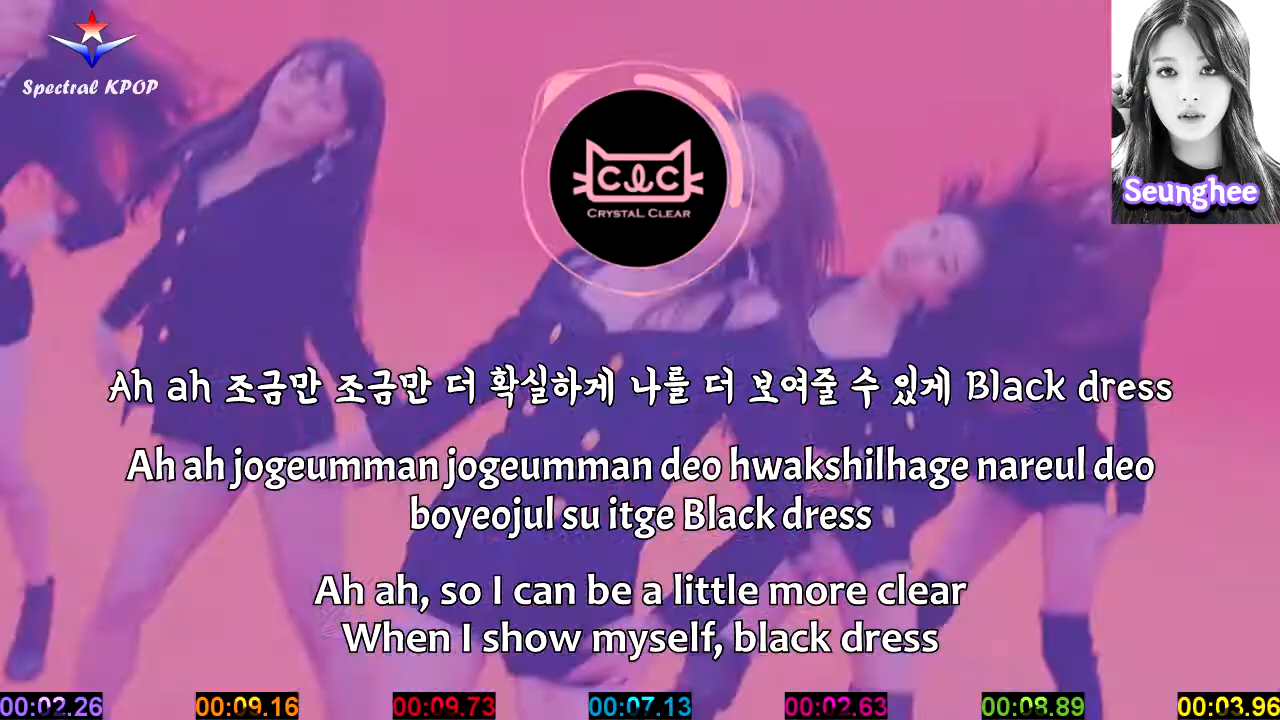 Spectral KPOP
CLC
CRYSTAL CLEAR
Seunghee
Ah ah 조금만 조금만 더 확실하게 나를 더 보여줄 수 있게 Black dress
Ah ah jogeumman jogeumman deo hwakshilhage nareul deo
boyeojul su itge Black dress
Ah ah, so I can be a little more clear
When I show myself, black dress
00:02.26 00:09.16 00:09.73 00:07.13 00:02.63 00:08.89 00:03.96